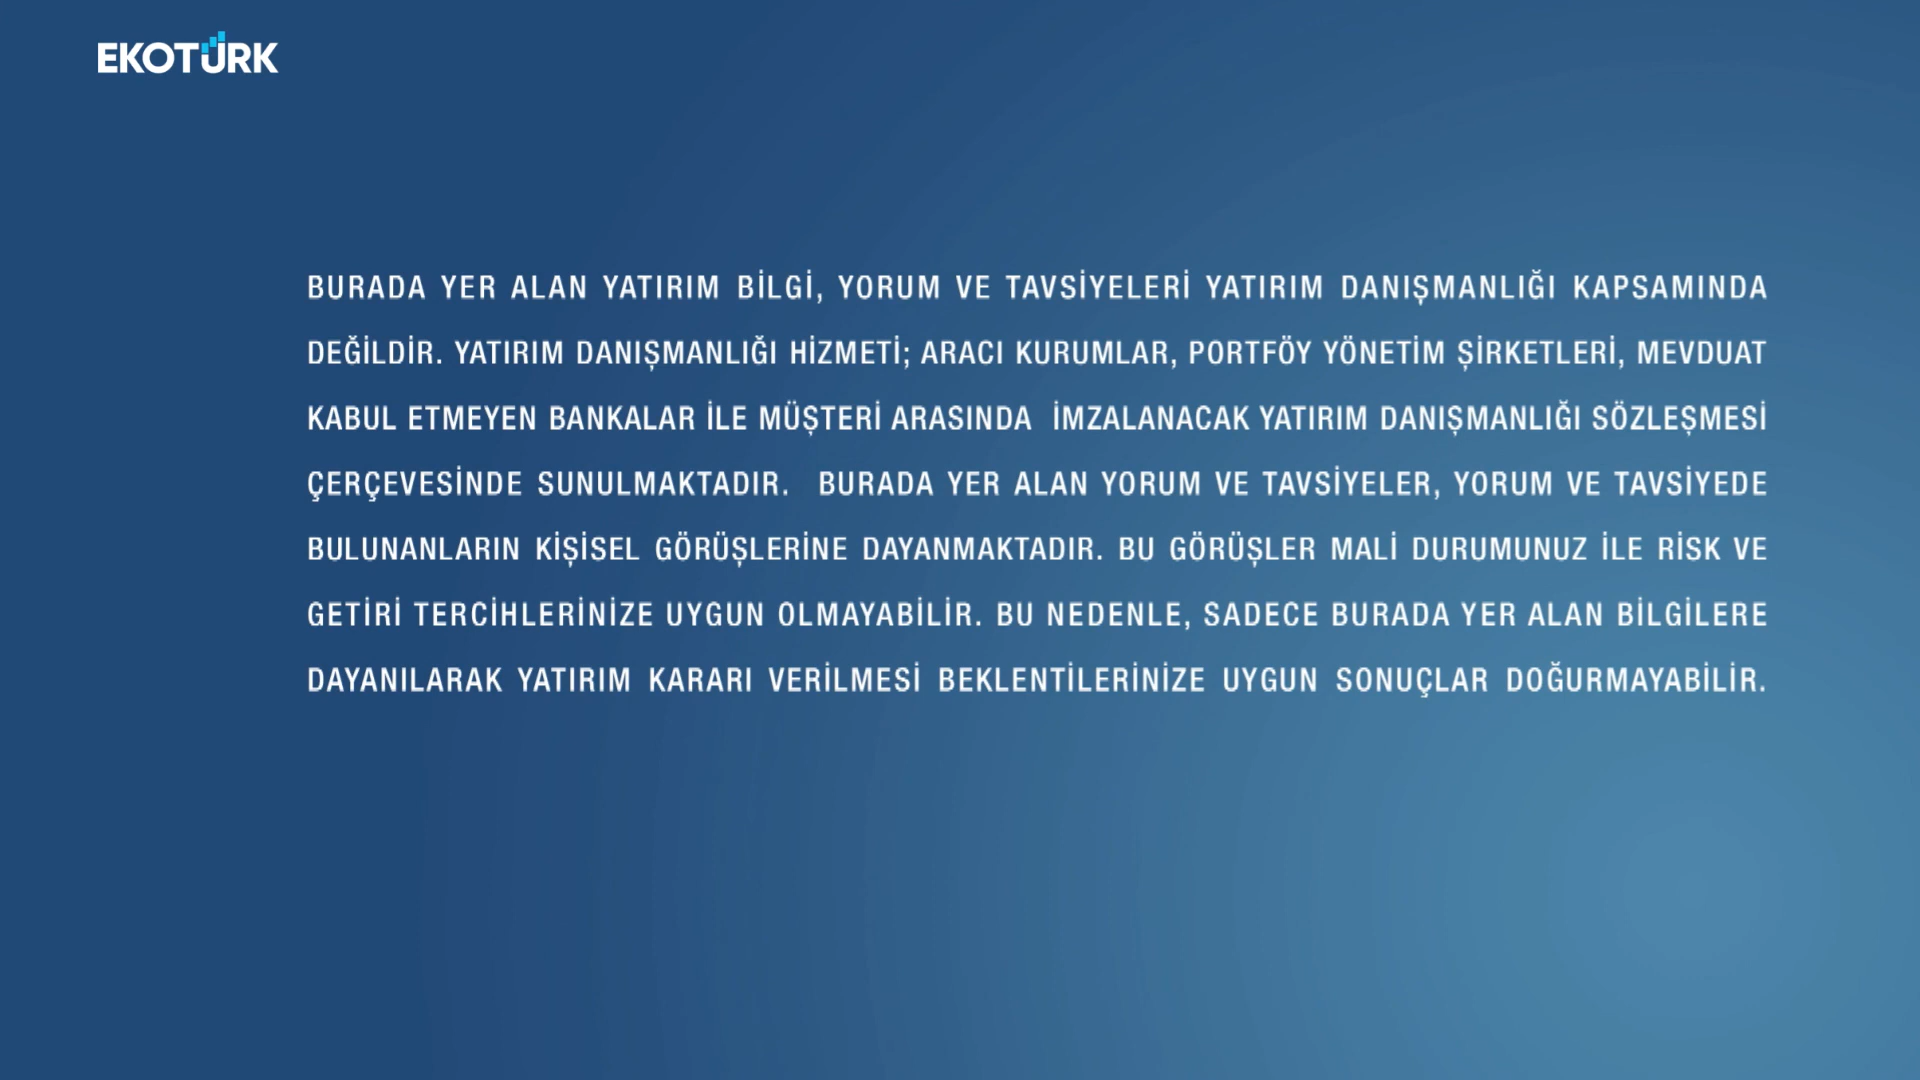 EKOTÜRK
BURADA YER ALAN YATIRIM BİLGİ, YORUM VE TAVSİYELERİ YATIRIM DANIŞMANLIĞI KAPSAMINDA
DEĞİLDİR. YATIRIM DANIŞMANLIĞI HİZMETİ; ARACI KURUMLAR, PORTFÖY YÖNETİM ŞİRKETLERİ, MEVDUAT
KABUL ETMEYEN BANKALAR İLE MÜŞTERİ ARASINDA İMZALANACAK YATIRIM DANIŞMANLIĞI SÖZLEŞMESİ
ÇERÇEVESİNDE SUNULMAKTADIR. BURADA YER ALAN YORUM VE TAVSİYELER, YORUM VE TAVSİYEDE
BULUNANLARIN KİŞİSEL GÖRÜŞLERİNE DAYANMAKTADIR. BU GÖRÜŞLER MALİ DURUMUNUZ İLE RİSK VE
GETİRİ TERCİHLERİNİZE UYGUN OLMAYABİLİR. BU NEDENLE, SADECE BURADA YER ALAN BİLGİLERE
DAYANILARAK YATIRIM KARARI VERİLMESİ BEKLENTİLERİNİZE UYGUN SONUÇLAR DOĞURMAYABİLİR.